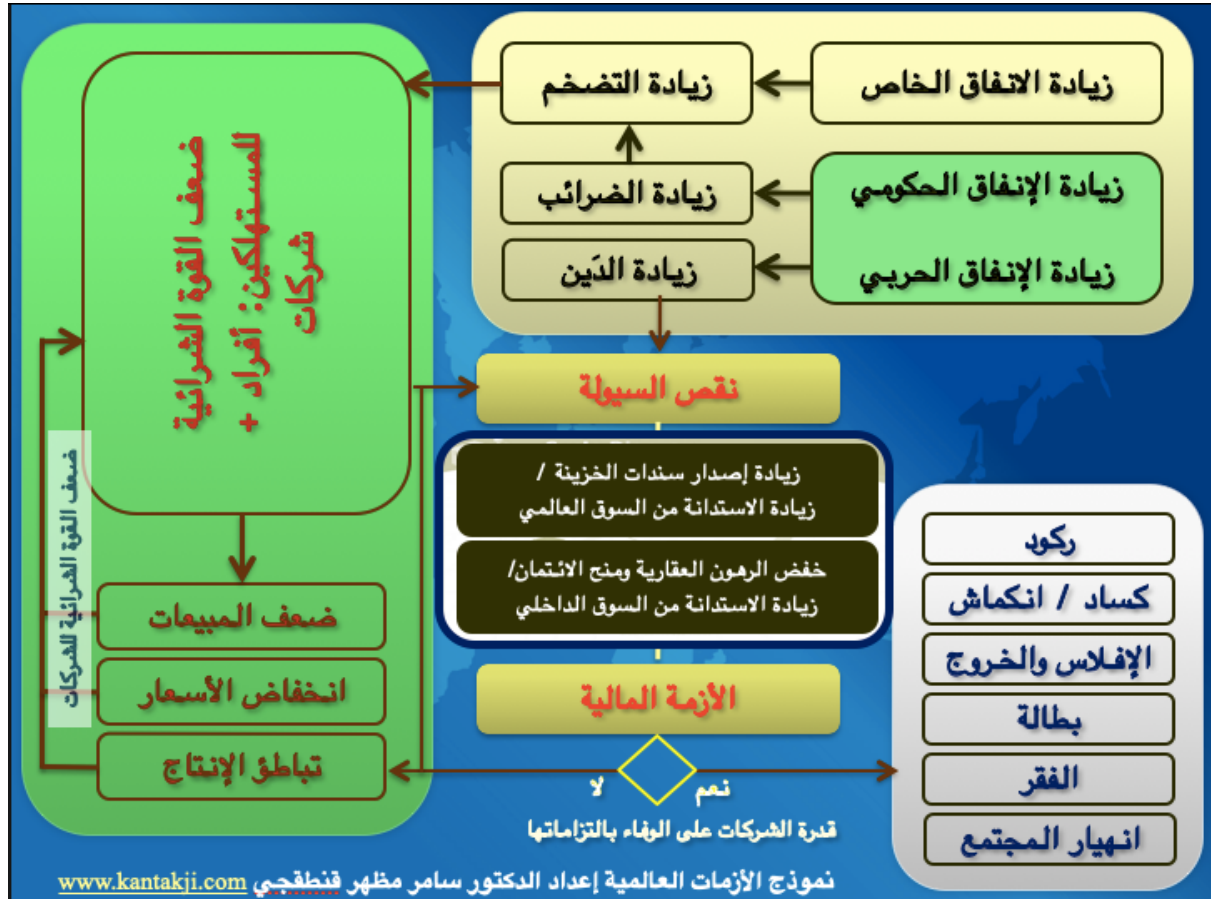 زيادة الانفاق الخاص
زيادة التضخم
زيادة الإنفاق الحكومي
زيادة الضرائب
زيادة الإنفاق الحربي
زيادة الدَين
ضعف القوة الشرائية
للمستهلكين: أفراد +
شركات
نقص السيولة
زيادة إصدار سندات الخزينة /
زيادة الاستدانة من السوق العالمي
خفض الرهون العقارية ومنح الائتمان/
زيادة الاستدانة من السوق الداخلي
الأزمة المالية
نعم
لا
قدرة الشركات على الوفاء بالتزاماتها
ركود
كساد / انكماش
الإفلاس والخروج
بطالة
الفقر
انهيار المجتمع
ضعف المبيعات
انخفاض الأسعار
تباطؤ الإنتاج
ضعف القوة الشرائية للشركات
نموذج الأزمات العالمية إعداد الدكتور سامر مظهر قنطقجي www.kantakji.com